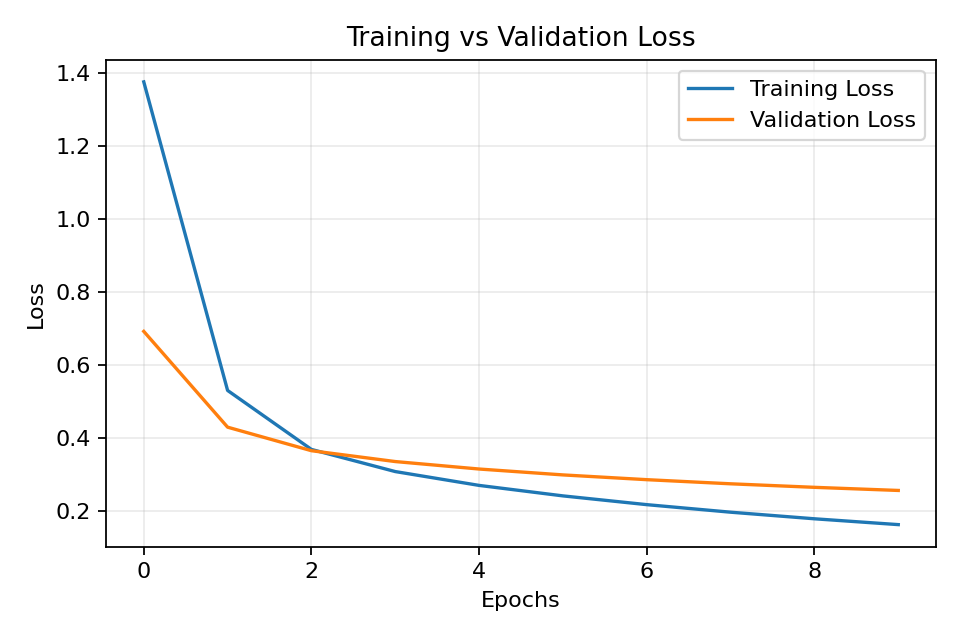 Training vs Validation Loss
Training Loss
Validation Loss
1.4
1.2
1.0
0.8
0.6
0.4
0.2
Loss
0 2 4 6 8
Epochs